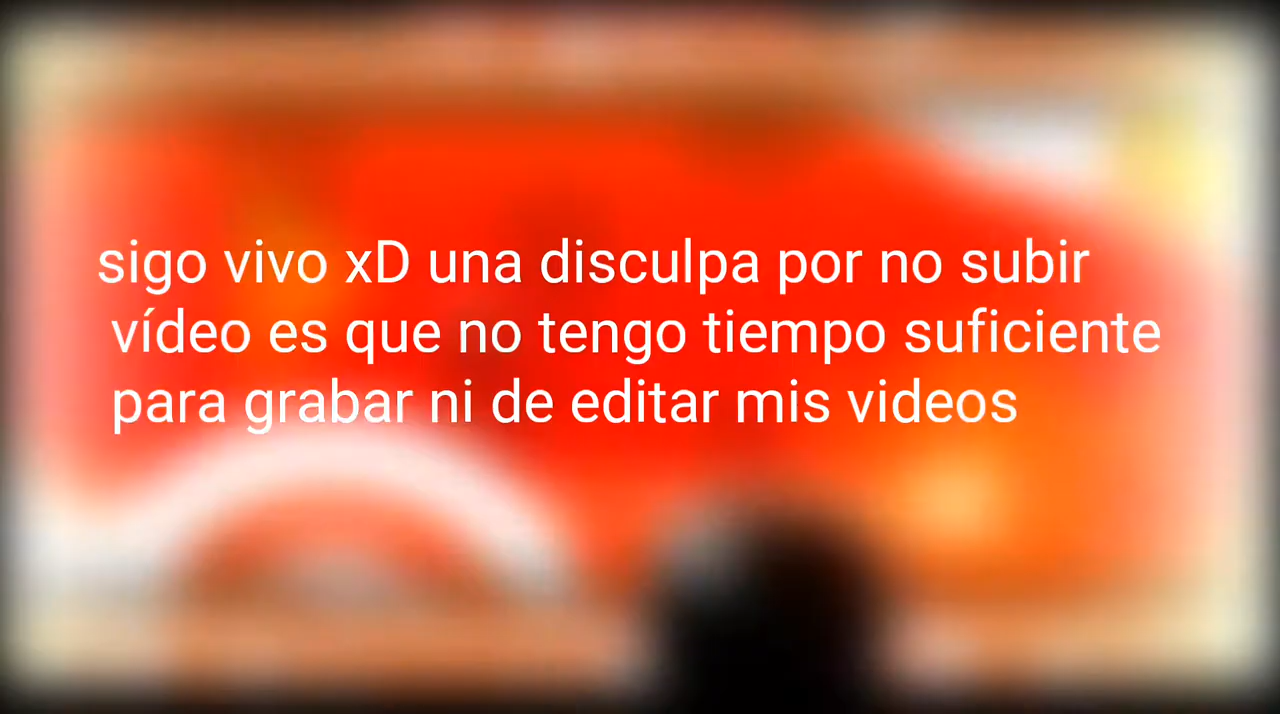 sigo vivo xD una disculpa por no subir
vídeo es que no tengo tiempo suficiente
para grabar ni de editar mis videos